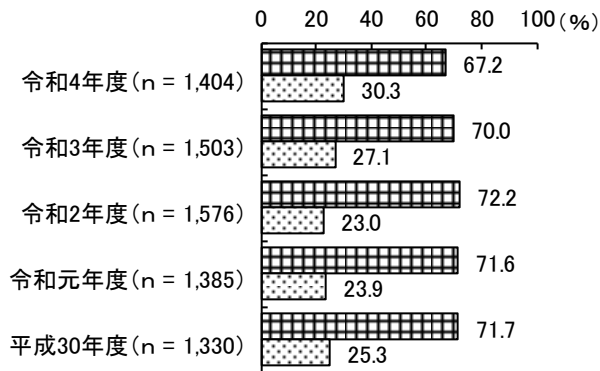 0 20 40 60 80 100 (%)
令和4年度(n = 1,404) 67.2
30.3
令和3年度(n = 1,503) 70.0
27.1
令和2年度(n = 1,576) 72.2
23.0
令和元年度(n = 1,385) 71.6
23.9
平成30年度(n = 1,330) 71.7
25.3